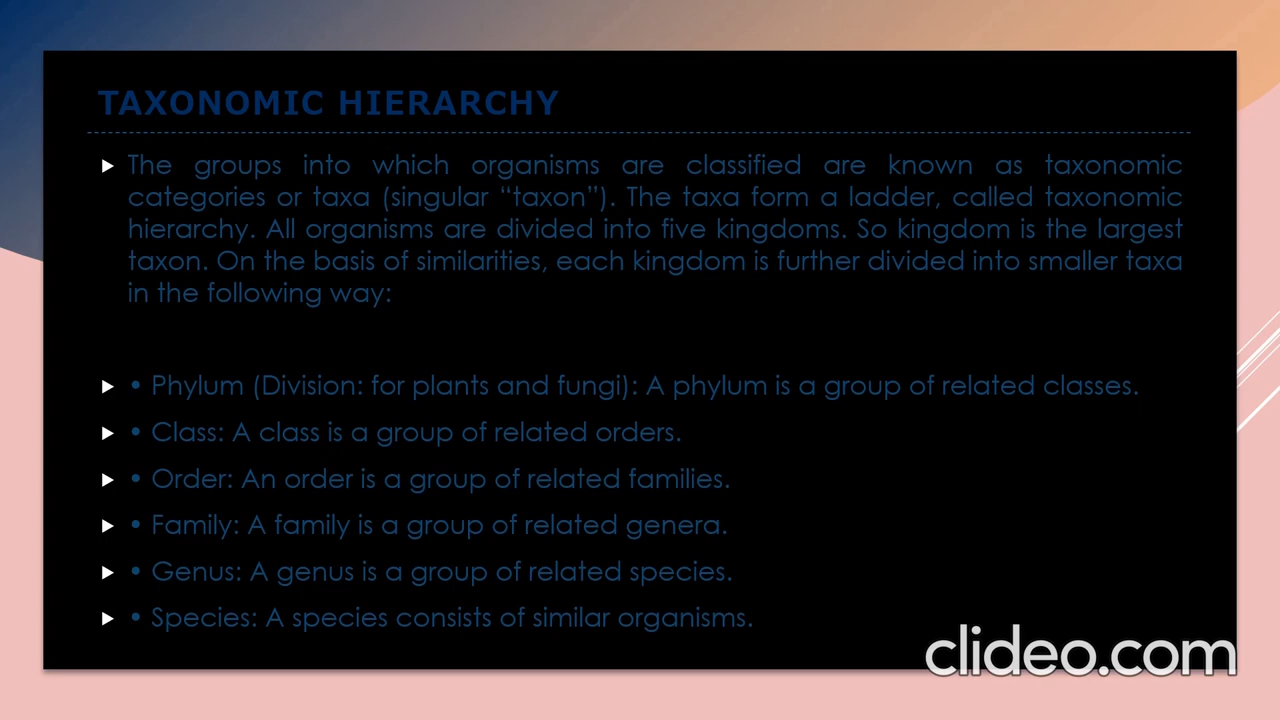 TAXONOMIC HIERARCHY
The groups into which organisms are classified are known as taxonomic
categories or taxa (singular “taxon”). The taxa form a ladder, called taxonomic
hierarchy. All organisms are divided into five kingdoms. So kingdom is the largest
taxon. On the basis of similarities, each kingdom is further divided into smaller taxa
in the following way:
• Phylum (Division: for plants and fungi): A phylum is a group of related classes.
• Class: A class is a group of related orders.
• Order: An order is a group of related families.
• Family: A family is a group of related genera.
• Genus: A genus is a group of related species.
• Species: A species consists of similar organisms.
clideo.com